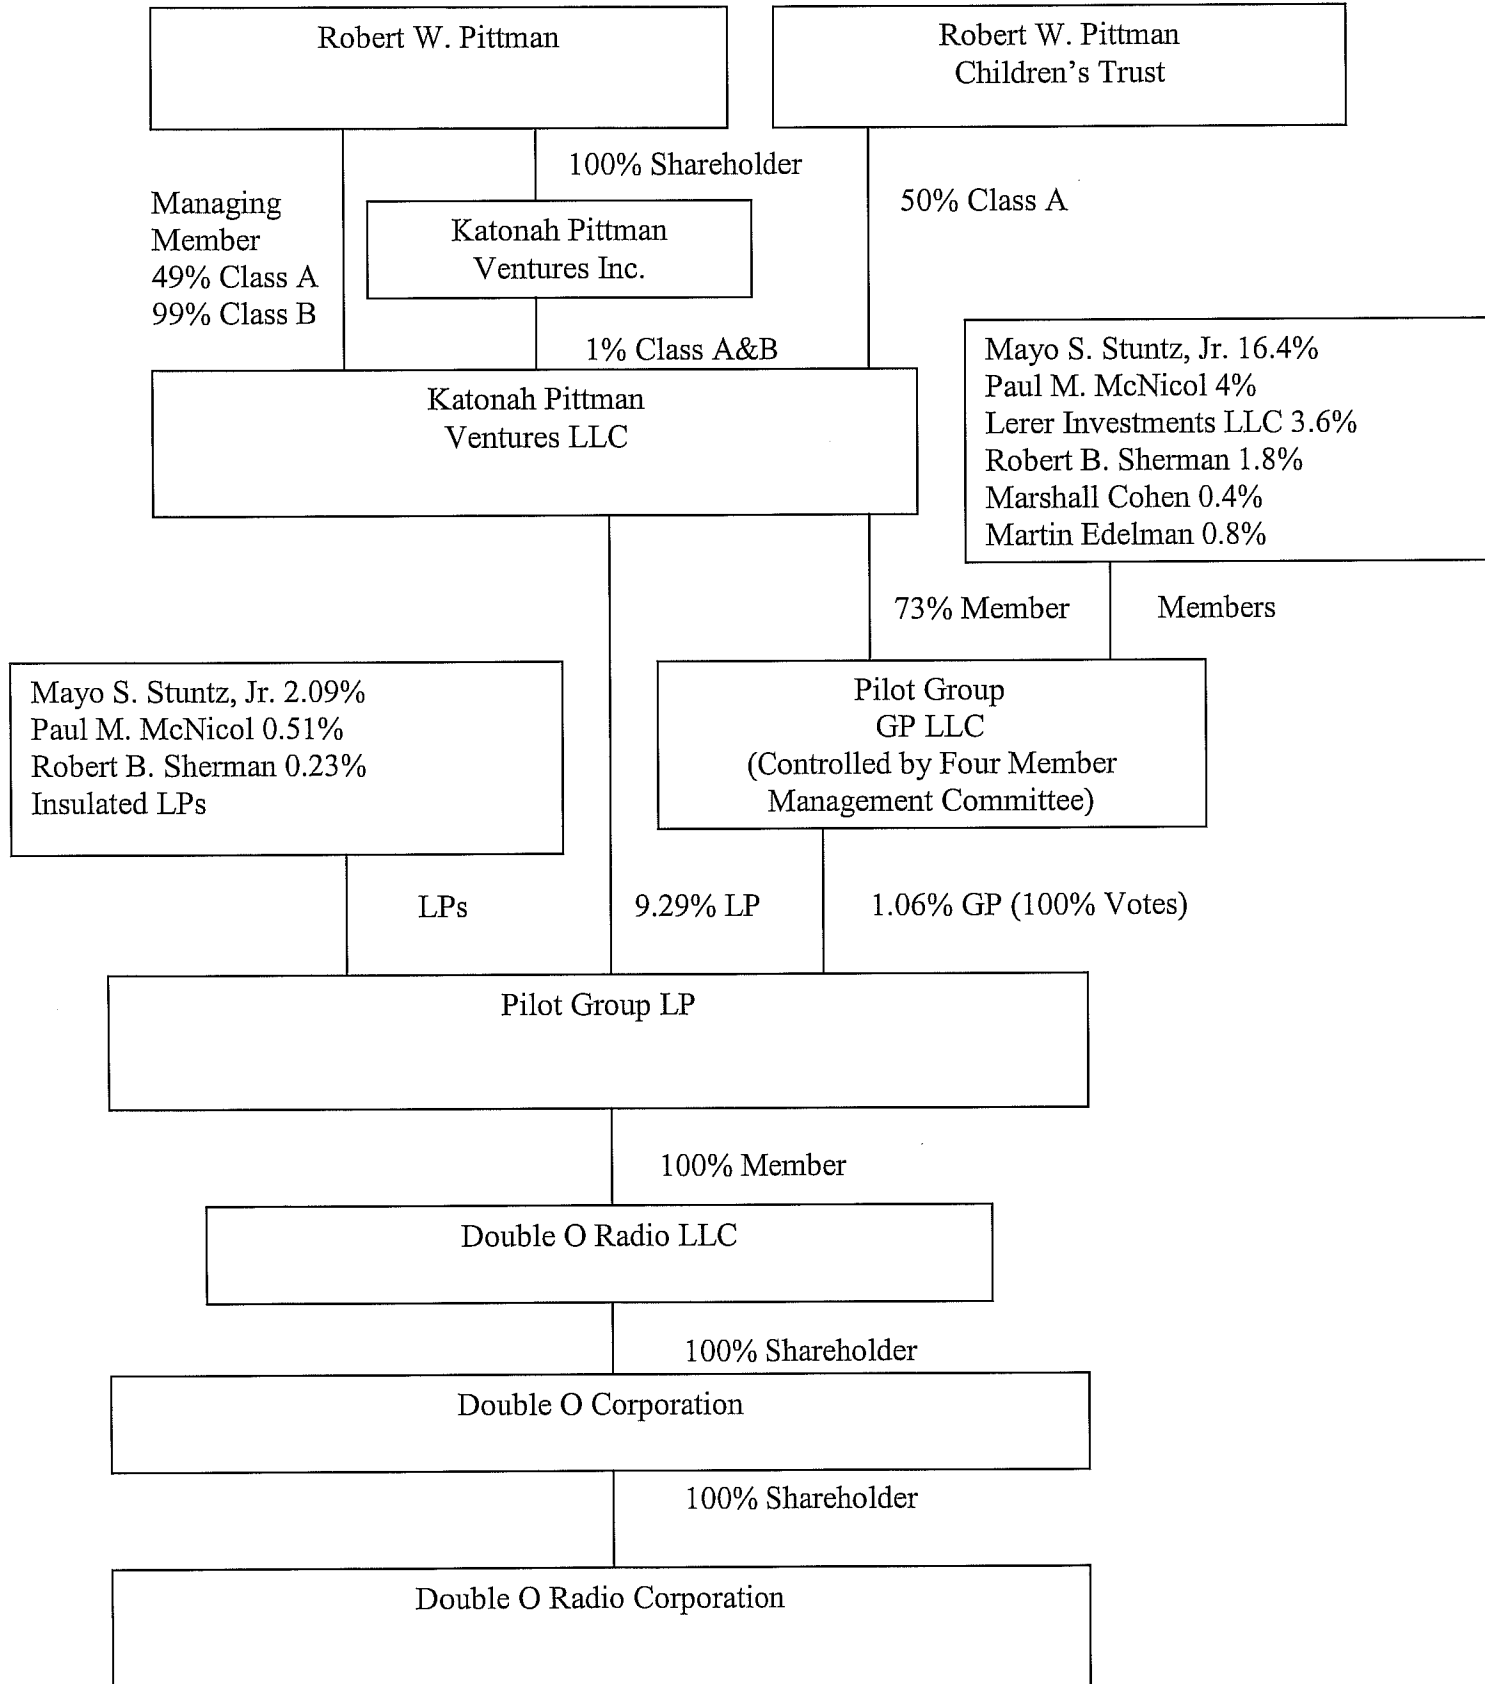 Robert W. Pittman
Robert W. Pittman
Children's Trust
100% Shareholder
Managing
Member
49% Class A
99% Class B
50% Class A
Katonah Pittman
Ventures Inc.
1% Class A&B
Mayo S. Stuntz, Jr. 16.4%
Paul M. McNicol 4%
Lerer Investments LLC 3.6%
Robert B. Sherman 1.8%
Marshall Cohen 0.4%
Martin Edelman 0.8%
Katonah Pittman
Ventures LLC
73% Member
Members
Mayo S. Stuntz, Jr. 2.09%
Paul M. McNicol 0.51%
Robert B. Sherman 0.23%
Insulated LPs
Pilot Group
GP LLC
(Controlled by Four Member
Management Committee)
LPs
9.29% LP
1.06% GP (100% Votes)
Pilot Group LP
100% Member
Double O Radio LLC
100% Shareholder
Double O Corporation
100% Shareholder
Double O Radio Corporation